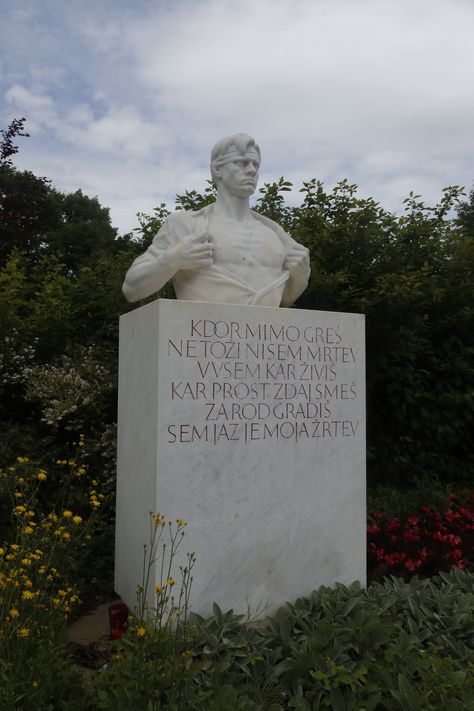 KDOR MIMO GREŠ
NE TOŽI NISEM MRTEV
V VSEM KAR ŽIVIŠ
KAR PROST ZDAJ SMEŠ
ZA ROD GRADIŠ
SEM JAZ JE MOJA ŽRTEV